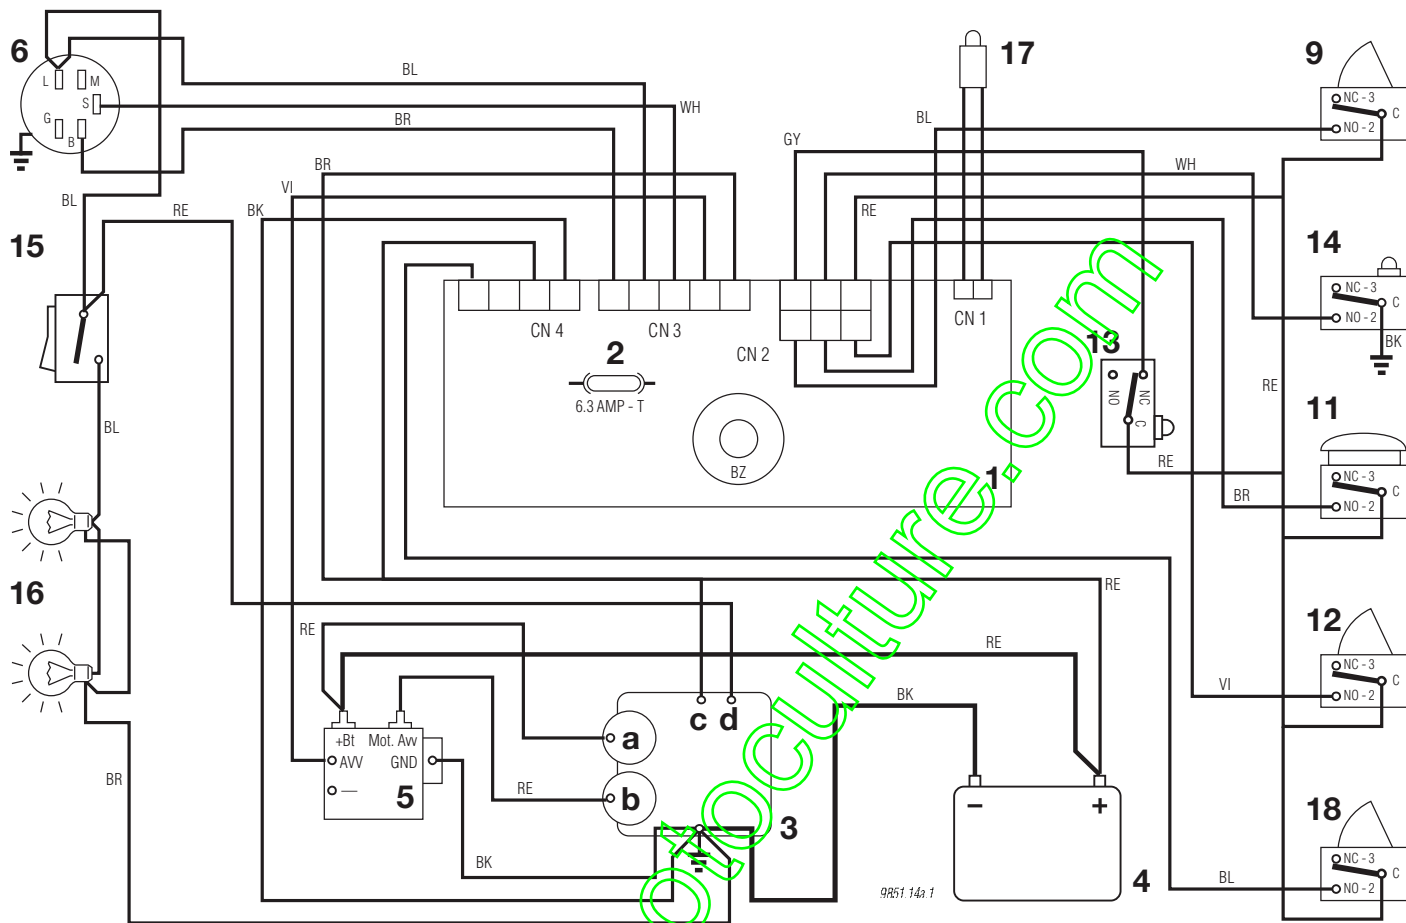 6
L
M
S
G
B
BL
WH
BR
17
BL
GY
9
NC - 3
C
NO - 2
BR
VI
BK
BL
RE
15
WH
RE
14
NC - 3
C
NO - 2
BK
CN 4
CN 3
CN 2
CN 1
2
6.3 AMP - T
BZ
1
13
NO
NC
C
RE
RE
11
NC - 3
C
NO - 2
BR
BL
16
RE
RE
RE
12
NC - 3
C
NO - 2
VI
BK
+Bt
Mot. Avv
AVV
GND
—
5
a
b
c
d
3
RE
BK
BR
-
+
4
9851.14a.1
18
NC - 3
C
NO - 2
BL
otoculture.com